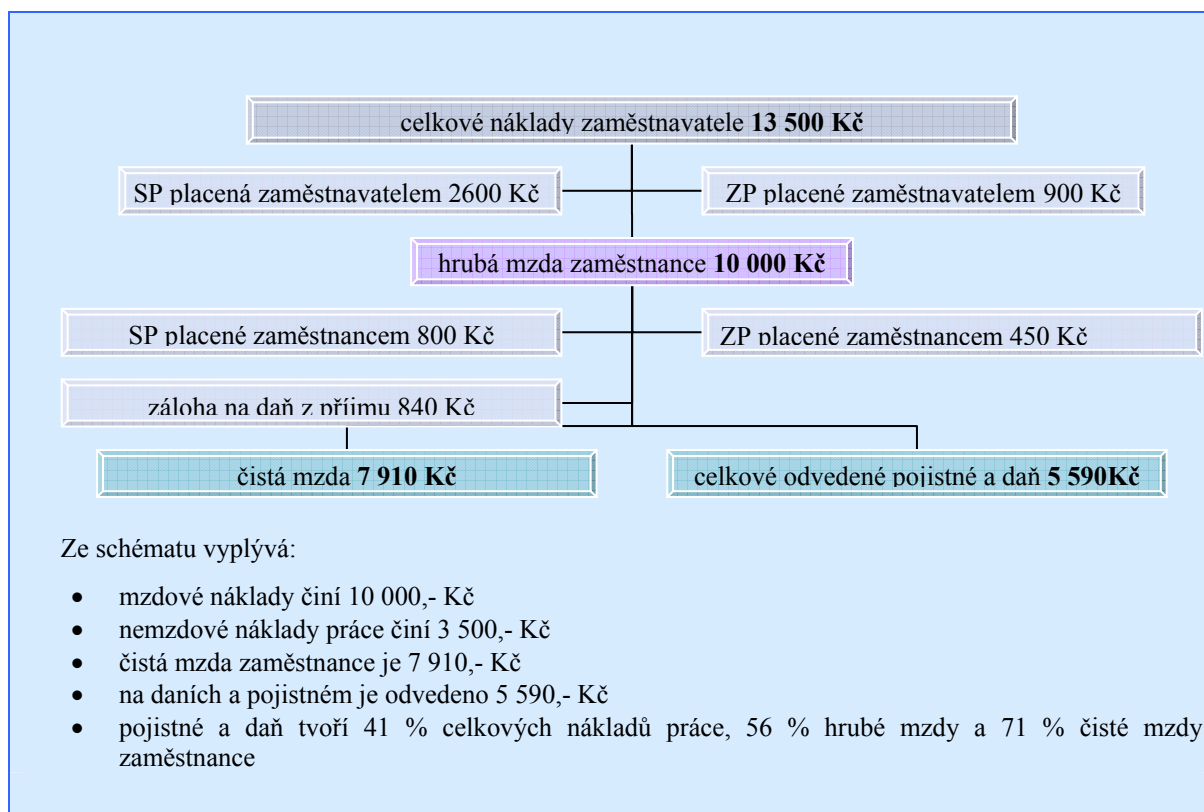 celkové náklady zaměstnavatele 13 500 Kč
SP placená zaměstnavatelem 2600 Kč
ZP placené zaměstnavatelem 900 Kč
hrubá mzda zaměstnance 10 000 Kč
SP placené zaměstnancem 800 Kč
ZP placené zaměstnancem 450 Kč
záloha na daň z příjmu 840 Kč
čistá mzda 7 910 Kč
celkové odvedené pojistné a daň 5 590Kč
Ze schématu vyplývá:
• mzdové náklady činí 10 000,- Kč
• nemzdové náklady práce činí 3 500,- Kč
• čistá mzda zaměstnance je 7 910,- Kč
• na daních a pojistném je odvedeno 5 590,- Kč
• pojistné a daň tvoří 41 % celkových nákladů práce, 56 % hrubé mzdy a 71 % čisté mzdy
zaměstnance